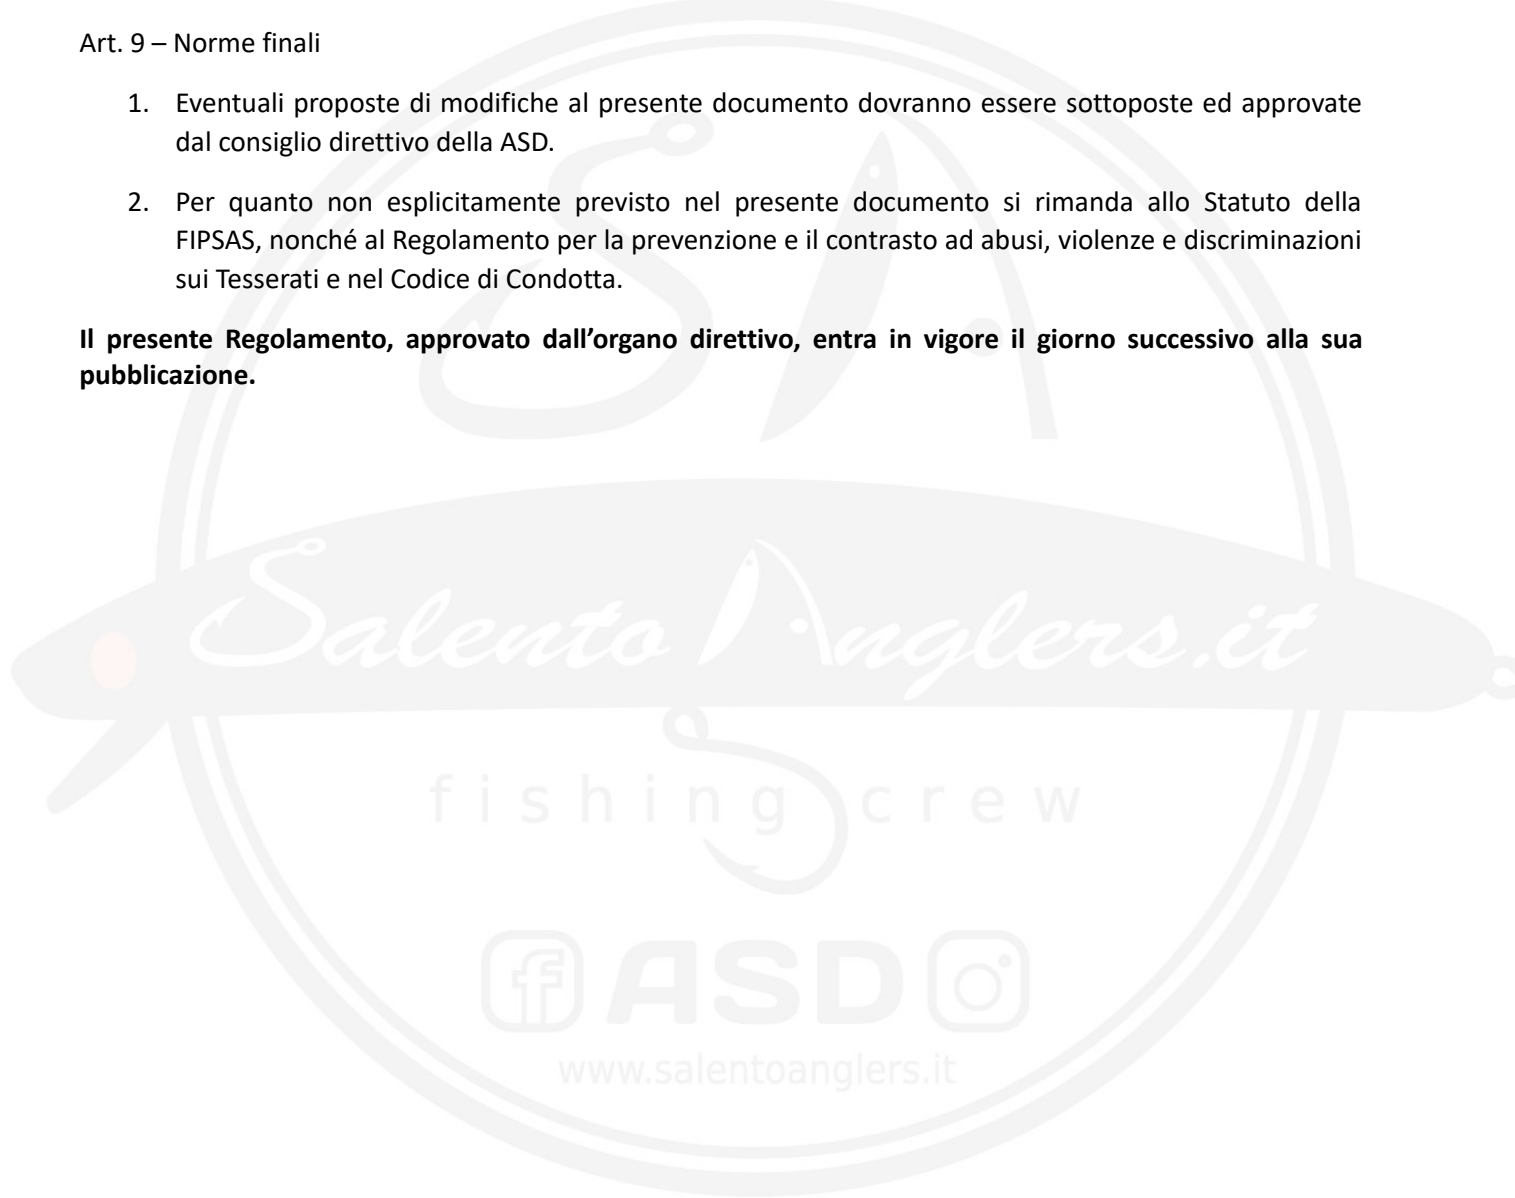 Art. 9 – Norme finali
1. Eventuali proposte di modifiche al presente documento dovranno essere sottoposte ed approvate
dal consiglio direttivo della ASD.
2. Per quanto non esplicitamente previsto nel presente documento si rimanda allo Statuto della
FIPSAS, nonché al Regolamento per la prevenzione e il contrasto ad abusi, violenze e discriminazioni
sui Tesserati e nel Codice di Condotta.
Il presente Regolamento, approvato dall’organo direttivo, entra in vigore il giorno successivo alla sua
pubblicazione.
SA
Salento Anglers.it
fishing crew
ASD
www.salentoanglers.it